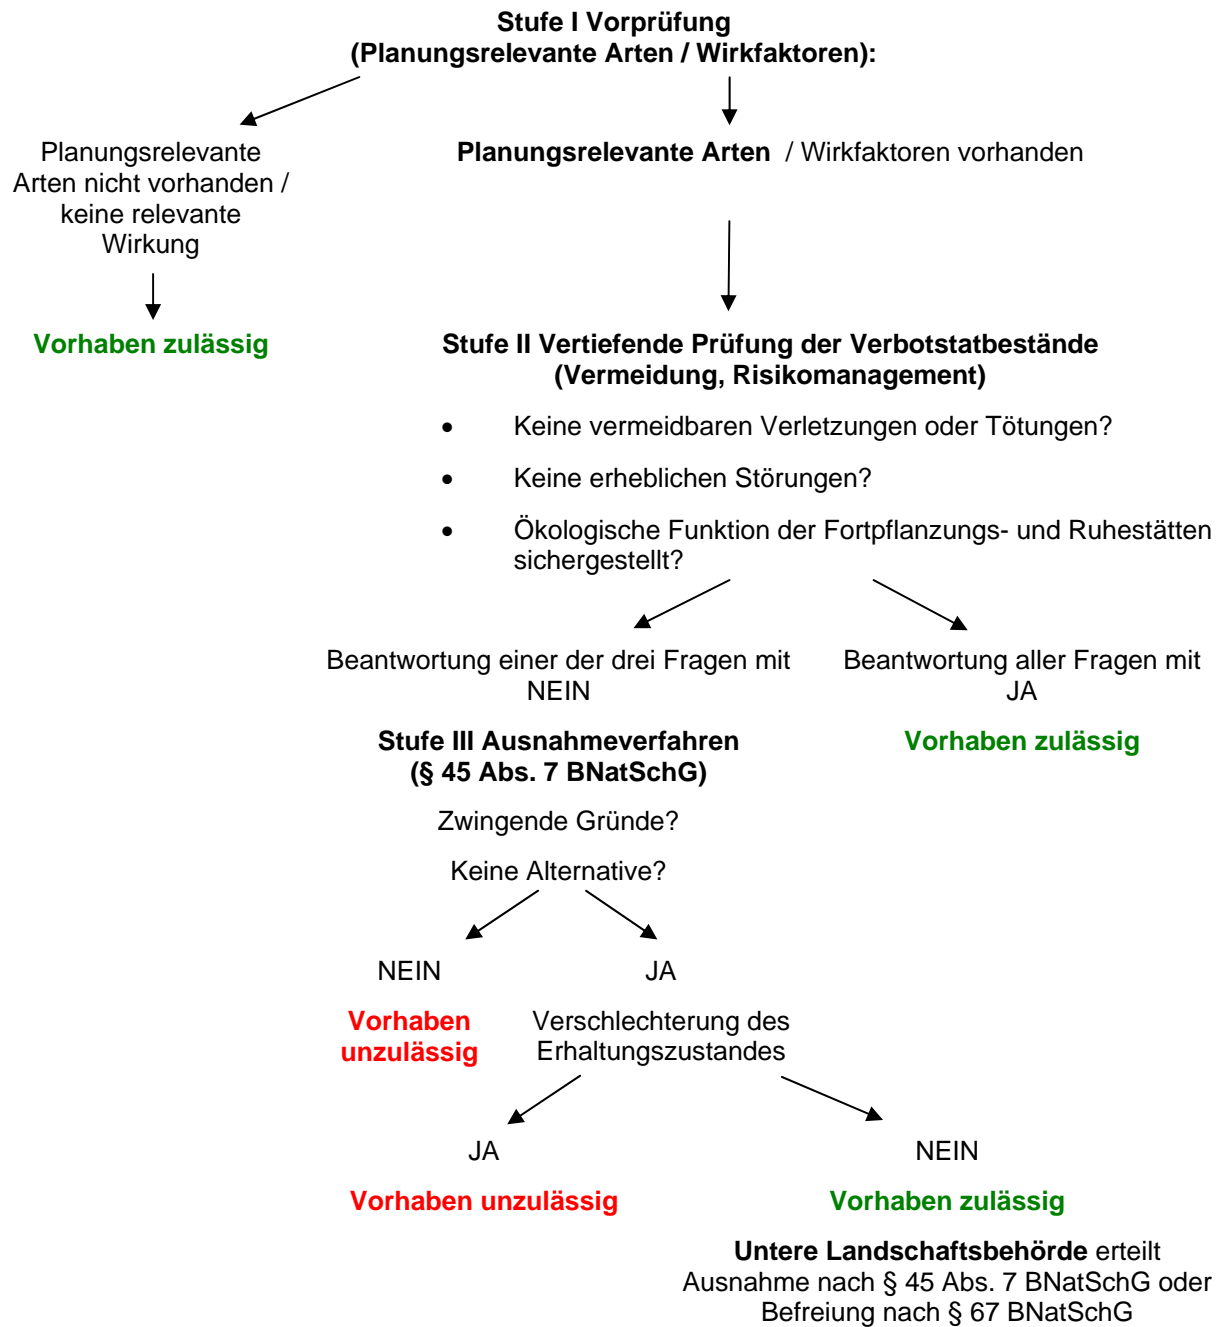 Stufe I Vorprüfung
(Planungsrelevante Arten / Wirkfaktoren):
Planungsrelevante
Arten nicht vorhanden /
keine relevante
Wirkung
Planungsrelevante Arten / Wirkfaktoren vorhanden
Vorhaben zulässig
Stufe II Vertiefende Prüfung der Verbotstatbestände
(Vermeidung, Risikomanagement)
• Keine vermeidbaren Verletzungen oder Tötungen?
• Keine erheblichen Störungen?
• Ökologische Funktion der Fortpflanzungs- und Ruhestätten
sichergestellt?
Beantwortung einer der drei Fragen mit
NEIN
Beantwortung aller Fragen mit
JA
Stufe III Ausnahmeverfahren
(§ 45 Abs. 7 BNatSchG)
Vorhaben zulässig
Zwingende Gründe?
Keine Alternative?
NEIN
JA
Vorhaben
unzulässig
Verschlechterung des
Erhaltungszustandes
JA
NEIN
Vorhaben unzulässig
Vorhaben zulässig
Untere Landschaftsbehörde erteilt
Ausnahme nach § 45 Abs. 7 BNatSchG oder
Befreiung nach § 67 BNatSchG